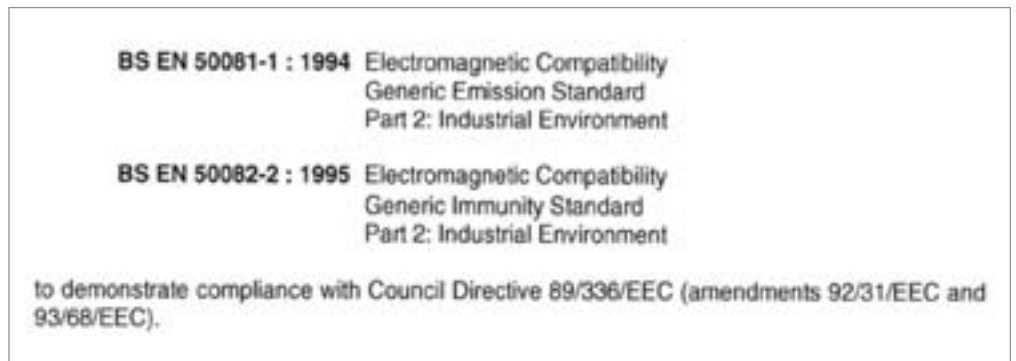 BS EN 50081-1 : 1994 Electromagnetic Compatibility
Generic Emission Standard
Part 2: Industrial Environment
BS EN 50082-2 : 1995 Electromagnetic Compatibility
Generic Immunity Standard
Part 2: Industrial Environment
to demonstrate compliance with Council Directive 89/336/EEC (amendments 92/31/EEC and
93/68/EEC).